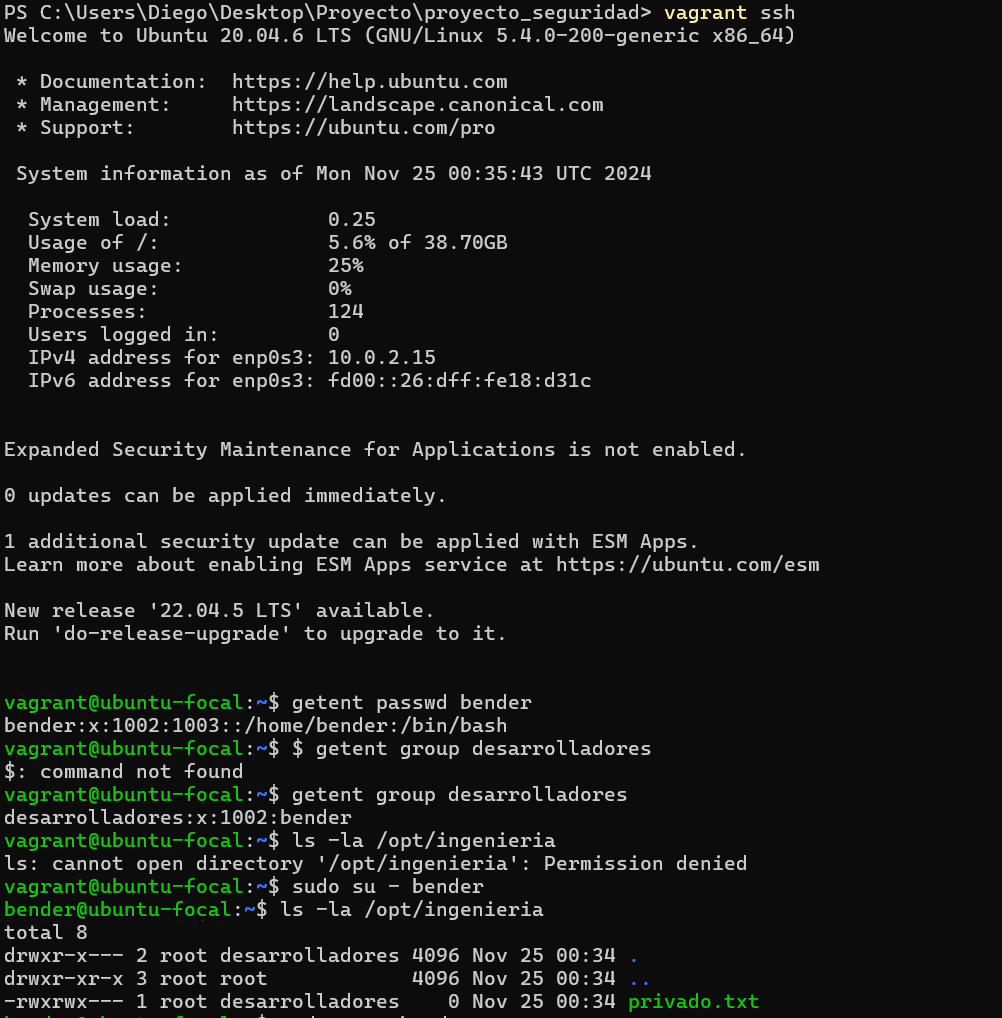 PS C:\Users\Diego\Desktop\Proyecto\proyecto_seguridad> vagrant ssh
Welcome to Ubuntu 20.04.6 LTS (GNU/Linux 5.4.0-200-generic x86_64)
* Documentation:  https://help.ubuntu.com
* Management:     https://landscape.canonical.com
* Support:        https://ubuntu.com/pro
System information as of Mon Nov 25 00:35:43 UTC 2024
System load:             0.25
Usage of /:              5.6% of 38.70GB
Memory usage:            25%
Swap usage:              0%
Processes:               124
Users logged in:         0
IPv4 address for enp0s3: 10.0.2.15
IPv6 address for enp0s3: fd00::26:dff:fe18:d31c
Expanded Security Maintenance for Applications is not enabled.
0 updates can be applied immediately.
1 additional security update can be applied with ESM Apps.
Learn more about enabling ESM Apps service at https://ubuntu.com/esm
New release '22.04.5 LTS' available.
Run 'do-release-upgrade' to upgrade to it.
vagrant@ubuntu-focal:~$ getent passwd bender
bender:x:1002:1003::/home/bender:/bin/bash
vagrant@ubuntu-focal:~$ $ getent group desarrolladores
$: command not found
vagrant@ubuntu-focal:~$ getent group desarrolladores
desarrolladores:x:1002:bender
vagrant@ubuntu-focal:~$ ls -la /opt/ingenieria
ls: cannot open directory '/opt/ingenieria': Permission denied
vagrant@ubuntu-focal:~$ sudo su - bender
bender@ubuntu-focal:~$ ls -la /opt/ingenieria
total 8
drwxr-x--- 2 root desarrolladores 4096 Nov 25 00:34 .
drwxr-xr-x 3 root root            4096 Nov 25 00:34 ..
-rwxrwx--- 1 root desarrolladores    0 Nov 25 00:34 privado.txt